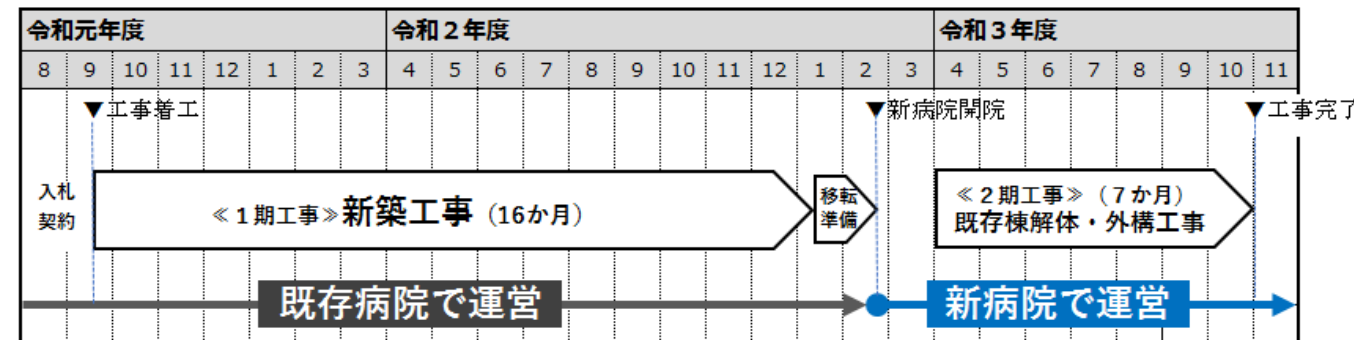 令和元年度 令和2年度 令和3年度
8 9 10 11 12 1 2 3 4 5 6 7 8 9 10 11 12 1 2 3 4 5 6 7 8 9 10 11
▼工事着工 ▼新病院開院 ▼工事完了
入札
契約
≪1期工事≫新築工事（16か月）
移転
準備
≪2期工事≫（7か月）
既存棟解体・外構工事
既存病院で運営 新病院で運営